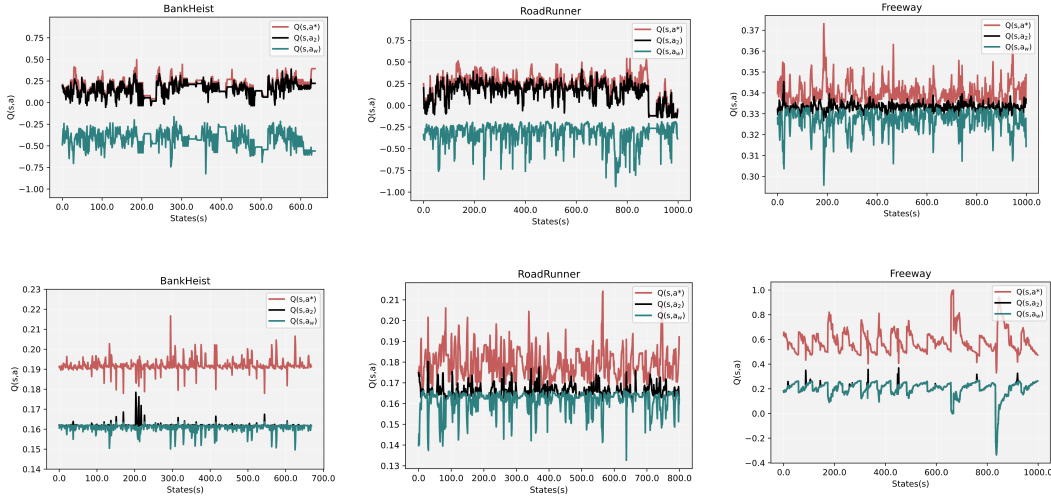 BankHeist
Q(s,a*)
Q(s,a2)
Q(s,aw)
0.75
0.50
0.25
0.00
−0.25
−0.50
−0.75
−1.00
Q(s,a)
0.0 100.0 200.0 300.0 400.0 500.0 600.0
States(s)
RoadRunner
Q(s,a*)
Q(s,a2)
Q(s,aw)
0.75
0.50
0.25
0.00
−0.25
−0.50
−0.75
−1.00
Q(s,a)
0.0 200.0 400.0 600.0 800.0 1000.0
States(s)
Freeway
Q(s,a*)
Q(s,a2)
Q(s,aw)
0.37
0.36
0.35
0.34
0.33
0.32
0.31
0.30
Q(s,a)
0.0 200.0 400.0 600.0 800.0 1000.0
States(s)
BankHeist
Q(s,a*)
Q(s,a2)
Q(s,aw)
0.23
0.22
0.21
0.20
0.19
0.18
0.17
0.16
0.15
0.14
Q(s,a)
0.0 100.0 200.0 300.0 400.0 500.0 600.0 700.0
States(s)
RoadRunner
Q(s,a*)
Q(s,a2)
Q(s,aw)
0.21
0.20
0.19
0.18
0.17
0.16
0.15
0.14
0.13
Q(s,a)
0.0 100.0 200.0 300.0 400.0 500.0 600.0 700.0 800.0
States(s)
Freeway
Q(s,a*)
Q(s,a2)
Q(s,aw)
1.0
0.8
0.6
0.4
0.2
0.0
−0.2
−0.4
Q(s,a)
0.0 200.0 400.0 600.0 800.0 1000.0
States(s)